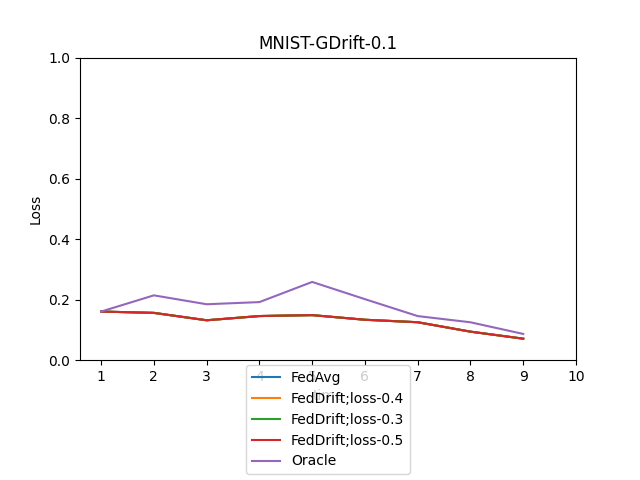 MNIST-GDrift-0.1
Loss
1.0
0.8
0.6
0.4
0.2
0.0
1 2 3 4 5 6 7 8 9 10
FedAvg
FedDrift;loss-0.4
FedDrift;loss-0.3
FedDrift;loss-0.5
Oracle